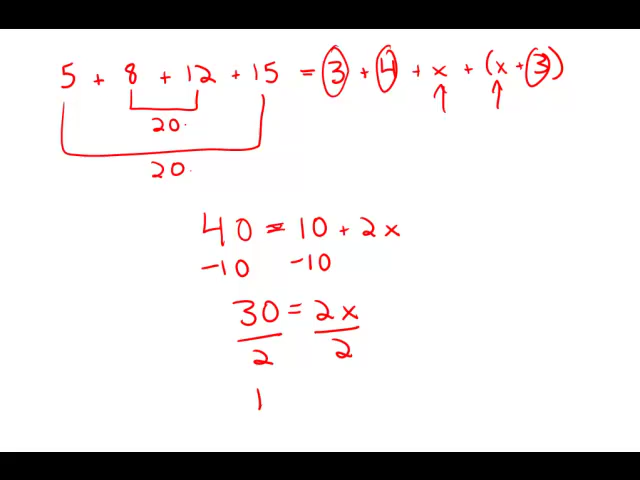 5 + 8 + 12 + 15 = 3 + 4 + x + (x + 3)
20
20
40 = 10 + 2x
-10 -10
30 = 2x
2 2
1